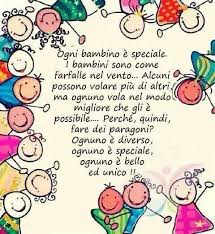 Ogni bambino è speciale.
I bambini sono come
farfalle nel vento... Alcuni
possono volare più di altri,
ma ognuno vola nel modo
migliore che gli è
possibile.... Perché, quindi,
fare dei paragoni?
Ognuno è diverso,
ognuno è speciale,
ognuno è bello
ed unico !!